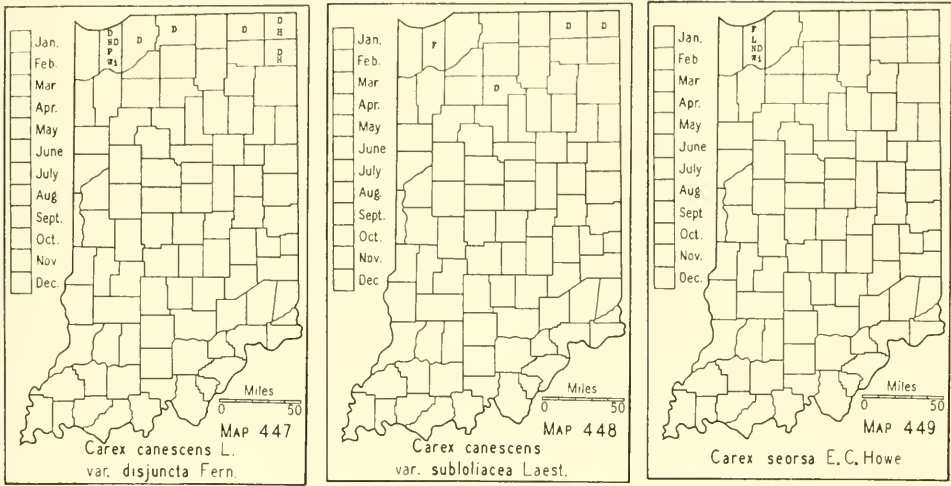 Jan.
Feb.
Mar
Apr.
May
June
July
Aug
Sept.
Oct.
Nov
Dec.
D
ND
P
W1
D
D
D
D
H
D
H
Miles
0 50
MAP 447
Carex canescens L.
var. disjuncta Fern.
Jan.
Feb.
Mar
Apr.
May
June
July
Aug.
Sept.
Oct.
Nov.
Dec
P
D
D
D
Miles
0 50
MAP 448
Carex canescens
var. subloliacea Laest.
Jan.
Feb.
Mar
Apr.
May
June
July
Aug
Sept
Oct.
Nov.
Dec.
P
L
ND
W1
Miles
0 50
MAP 449
Carex seorsa E. C. Howe